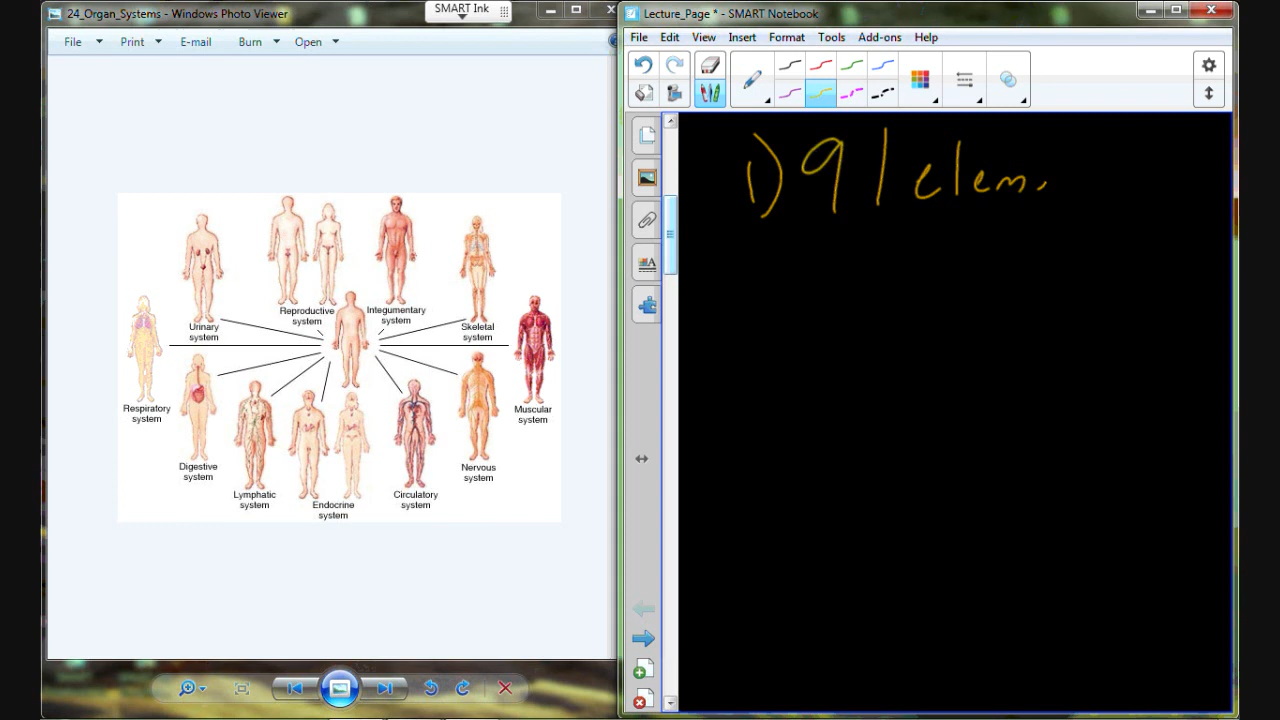 24_Organ_Systems - Windows Photo Viewer
SMART Ink
File Print E-mail Burn Open
Urinary
system
Reproductive
system
Integumentary
system
Skeletal
system
Respiratory
system
Muscular
system
Digestive
system
Nervous
system
Lymphatic
system
Endocrine
system
Circulatory
system
Lecture_Page * - SMART Notebook
File Edit View Insert Format Tools Add-ons Help
1) 91 elem.